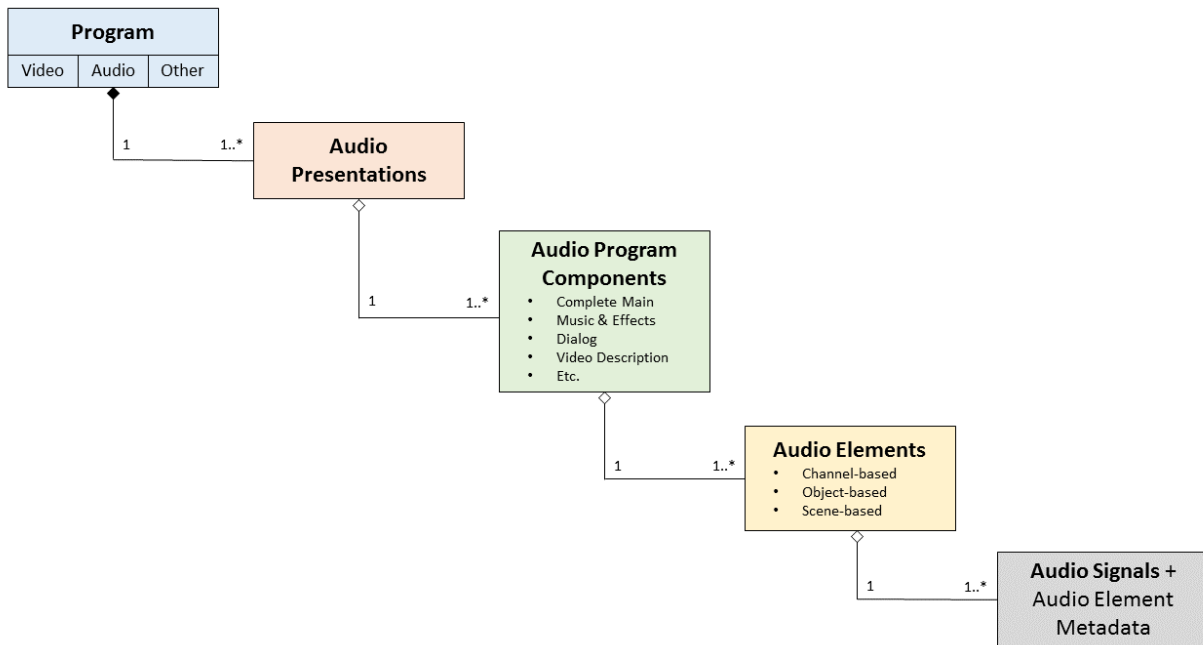 Program
Video Audio Other
1 1..*
Audio
Presentations
1 1..*
Audio Program
Components
• Complete Main
• Music & Effects
• Dialog
• Video Description
• Etc.
1 1..*
Audio Elements
• Channel-based
• Object-based
• Scene-based
1 1..*
Audio Signals +
Audio Element
Metadata